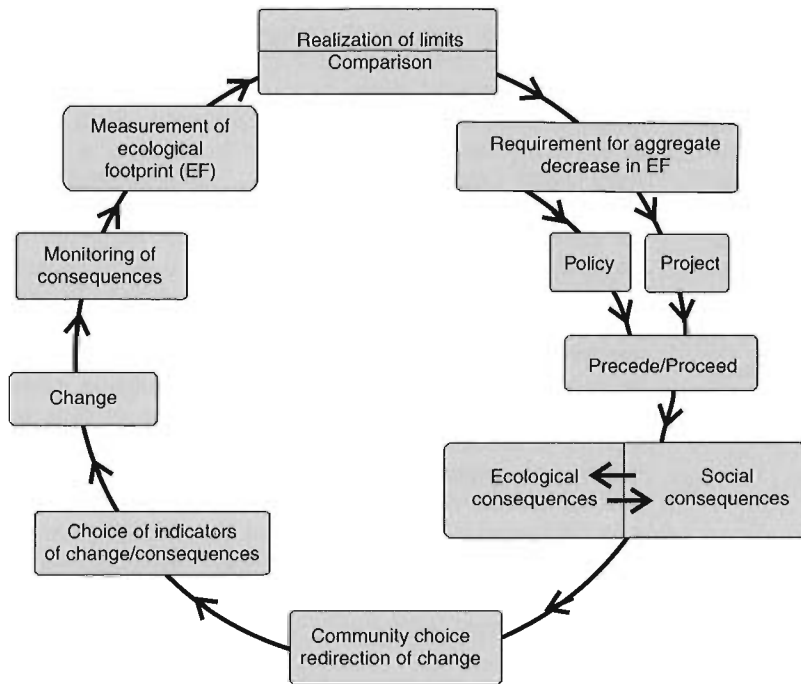 Realization of limits
Comparison
Measurement of
ecological
footprint (EF)
Requirement for aggregate
decrease in EF
Monitoring of
consequences
Policy
Project
Precede/Proceed
Change
Ecological
consequences
Social
consequences
Choice of indicators
of change/consequences
Community choice
redirection of change